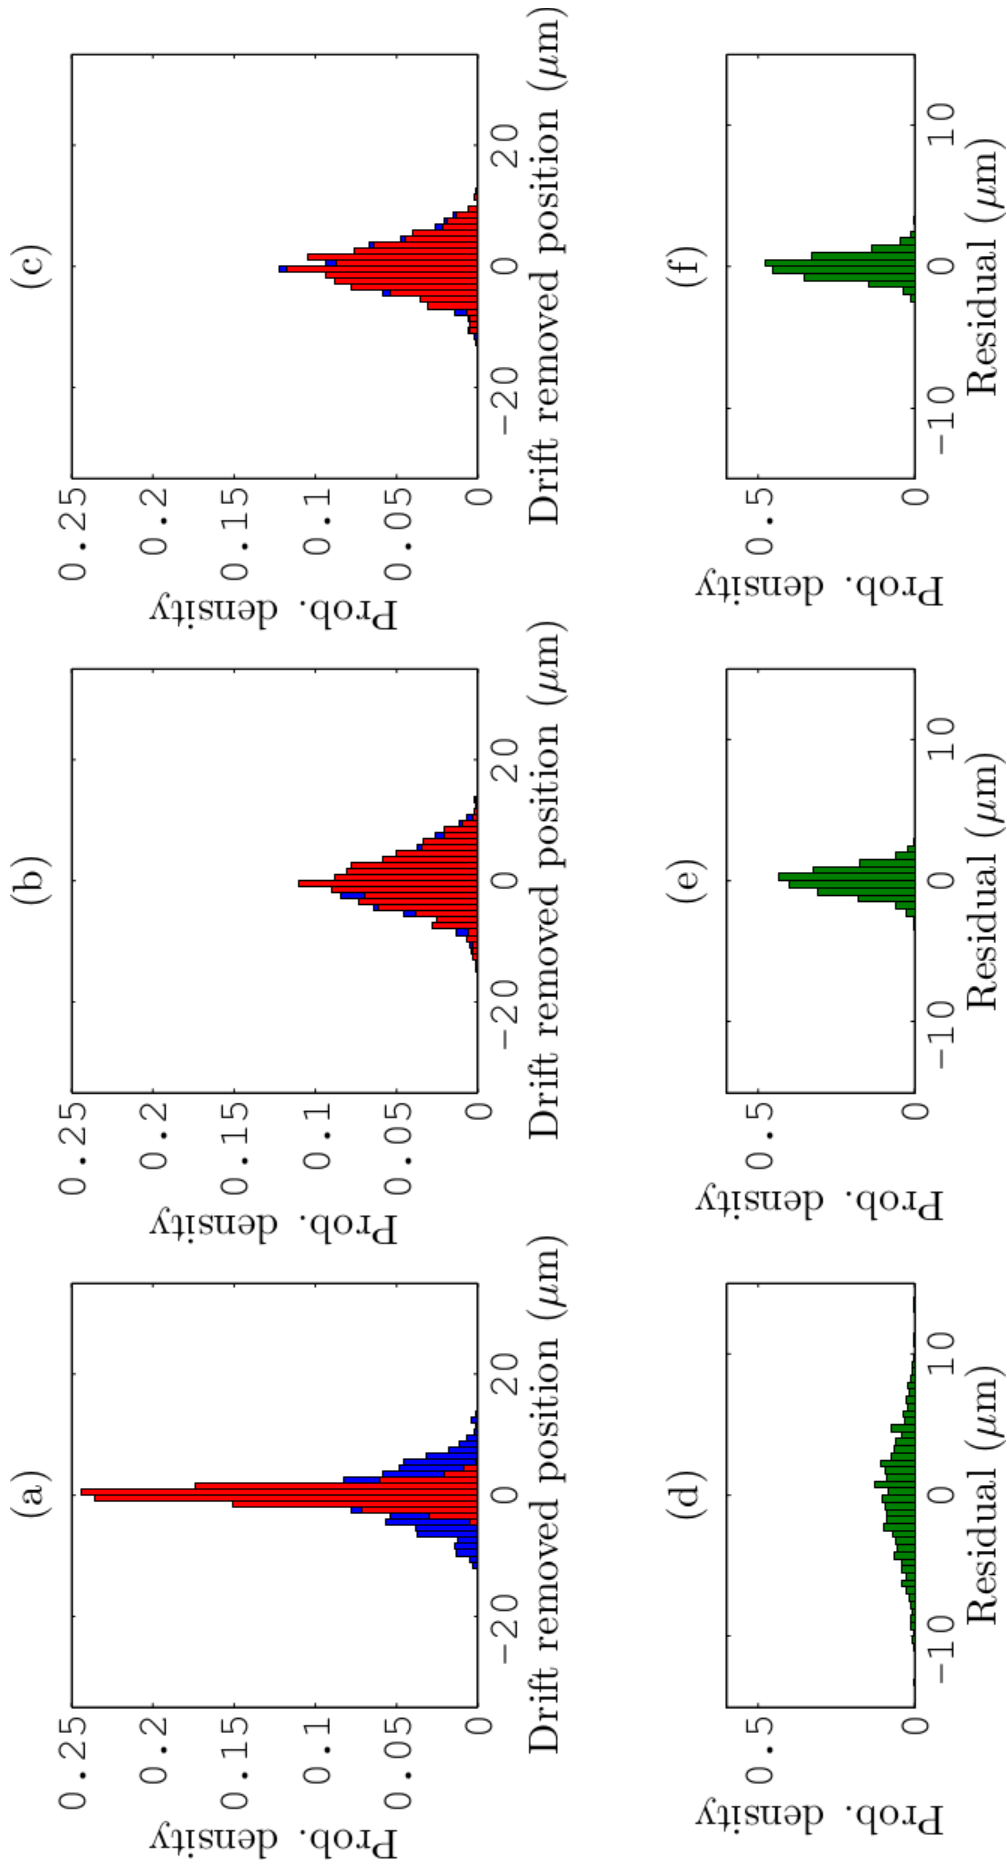 (a)
0.25
0.2
0.15
0.1
0.05
0
Prob. density
−20 0 20
Drift removed position (μm)
(b)
0.25
0.2
0.15
0.1
0.05
0
Prob. density
−20 0 20
Drift removed position (μm)
(c)
0.25
0.2
0.15
0.1
0.05
0
Prob. density
−20 0 20
Drift removed position (μm)
(d)
0.5
0
Prob. density
−10 0 10
Residual (μm)
(e)
0.5
0
Prob. density
−10 0 10
Residual (μm)
(f)
0.5
0
Prob. density
−10 0 10
Residual (μm)